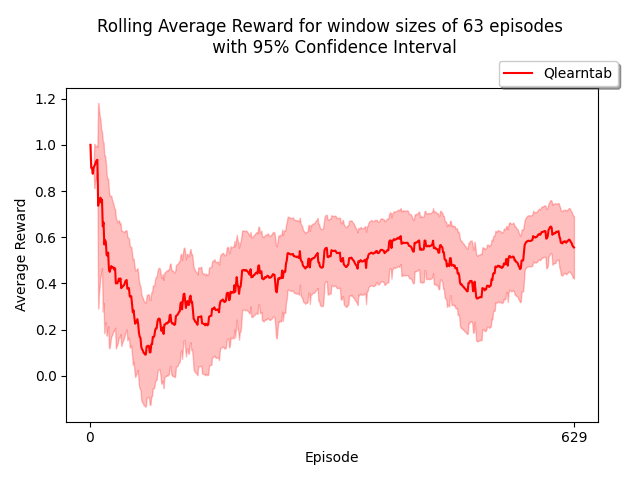 Rolling Average Reward for window sizes of 63 episodes
with 95% Confidence Interval
Qlearntab
1.2
1.0
0.8
0.6
0.4
0.2
0.0
Average Reward
0
629
Episode